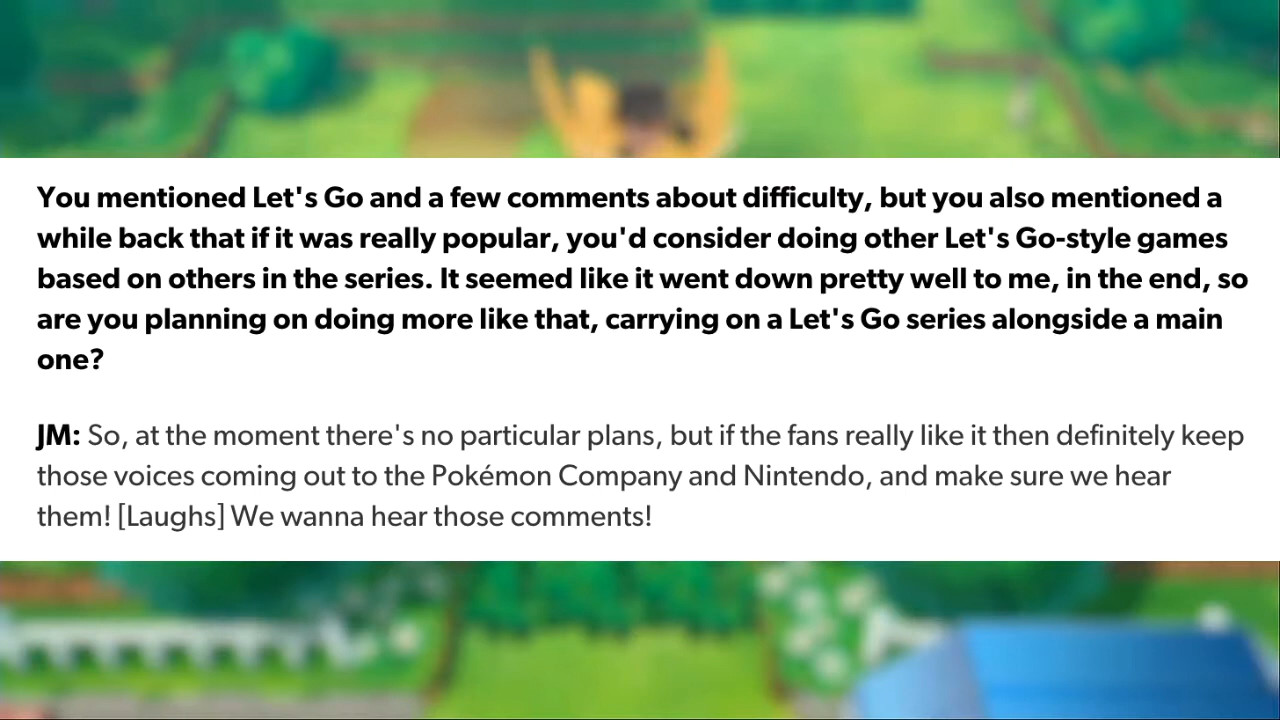 You mentioned Let's Go and a few comments about difficulty, but you also mentioned a
while back that if it was really popular, you'd consider doing other Let's Go-style games
based on others in the series. It seemed like it went down pretty well to me, in the end, so
are you planning on doing more like that, carrying on a Let's Go series alongside a main
one?
JM: So, at the moment there's no particular plans, but if the fans really like it then definitely keep
those voices coming out to the Pokémon Company and Nintendo, and make sure we hear
them! [Laughs] We wanna hear those comments!